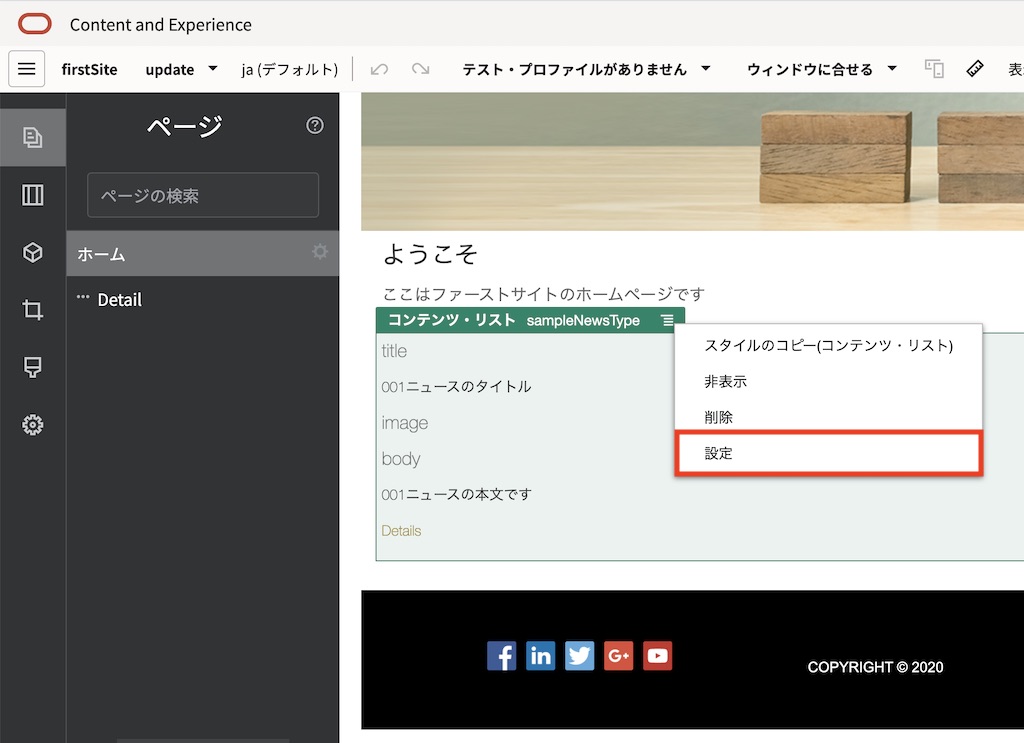 Content and Experience
firstSite update ja (デフォルト) テスト・プロファイルがありません ウィンドウに合せる
ページ
ページの検索
ホーム
Detail
ようこそ
ここはファーストサイトのホームページです
コンテンツ・リスト sampleNewsType
title
001ニュースのタイトル
image
body
001ニュースの本文です
Details
スタイルのコピー(コンテンツ・リスト)
非表示
削除
設定
COPYRIGHT © 2020